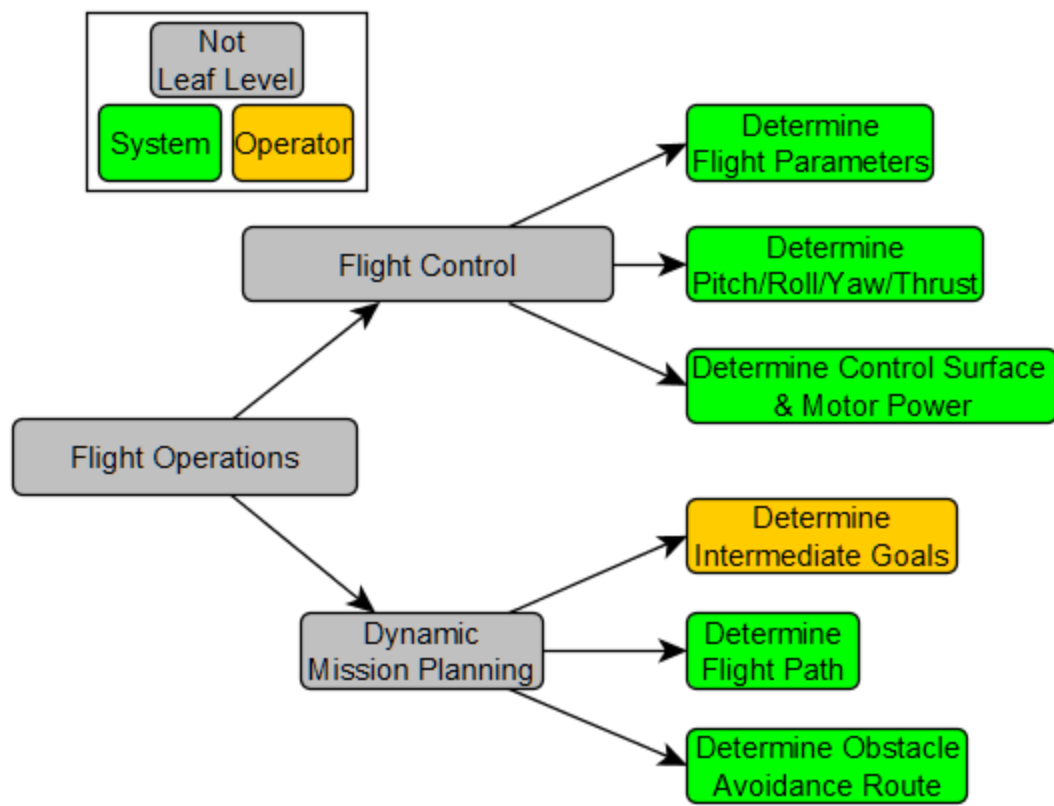 Not
Leaf Level
System
Operator
Determine
Flight Parameters
Flight Control
Determine
Pitch/Roll/Yaw/Thrust
Determine Control Surface
& Motor Power
Flight Operations
Determine
Intermediate Goals
Dynamic
Mission Planning
Determine
Flight Path
Determine Obstacle
Avoidance Route